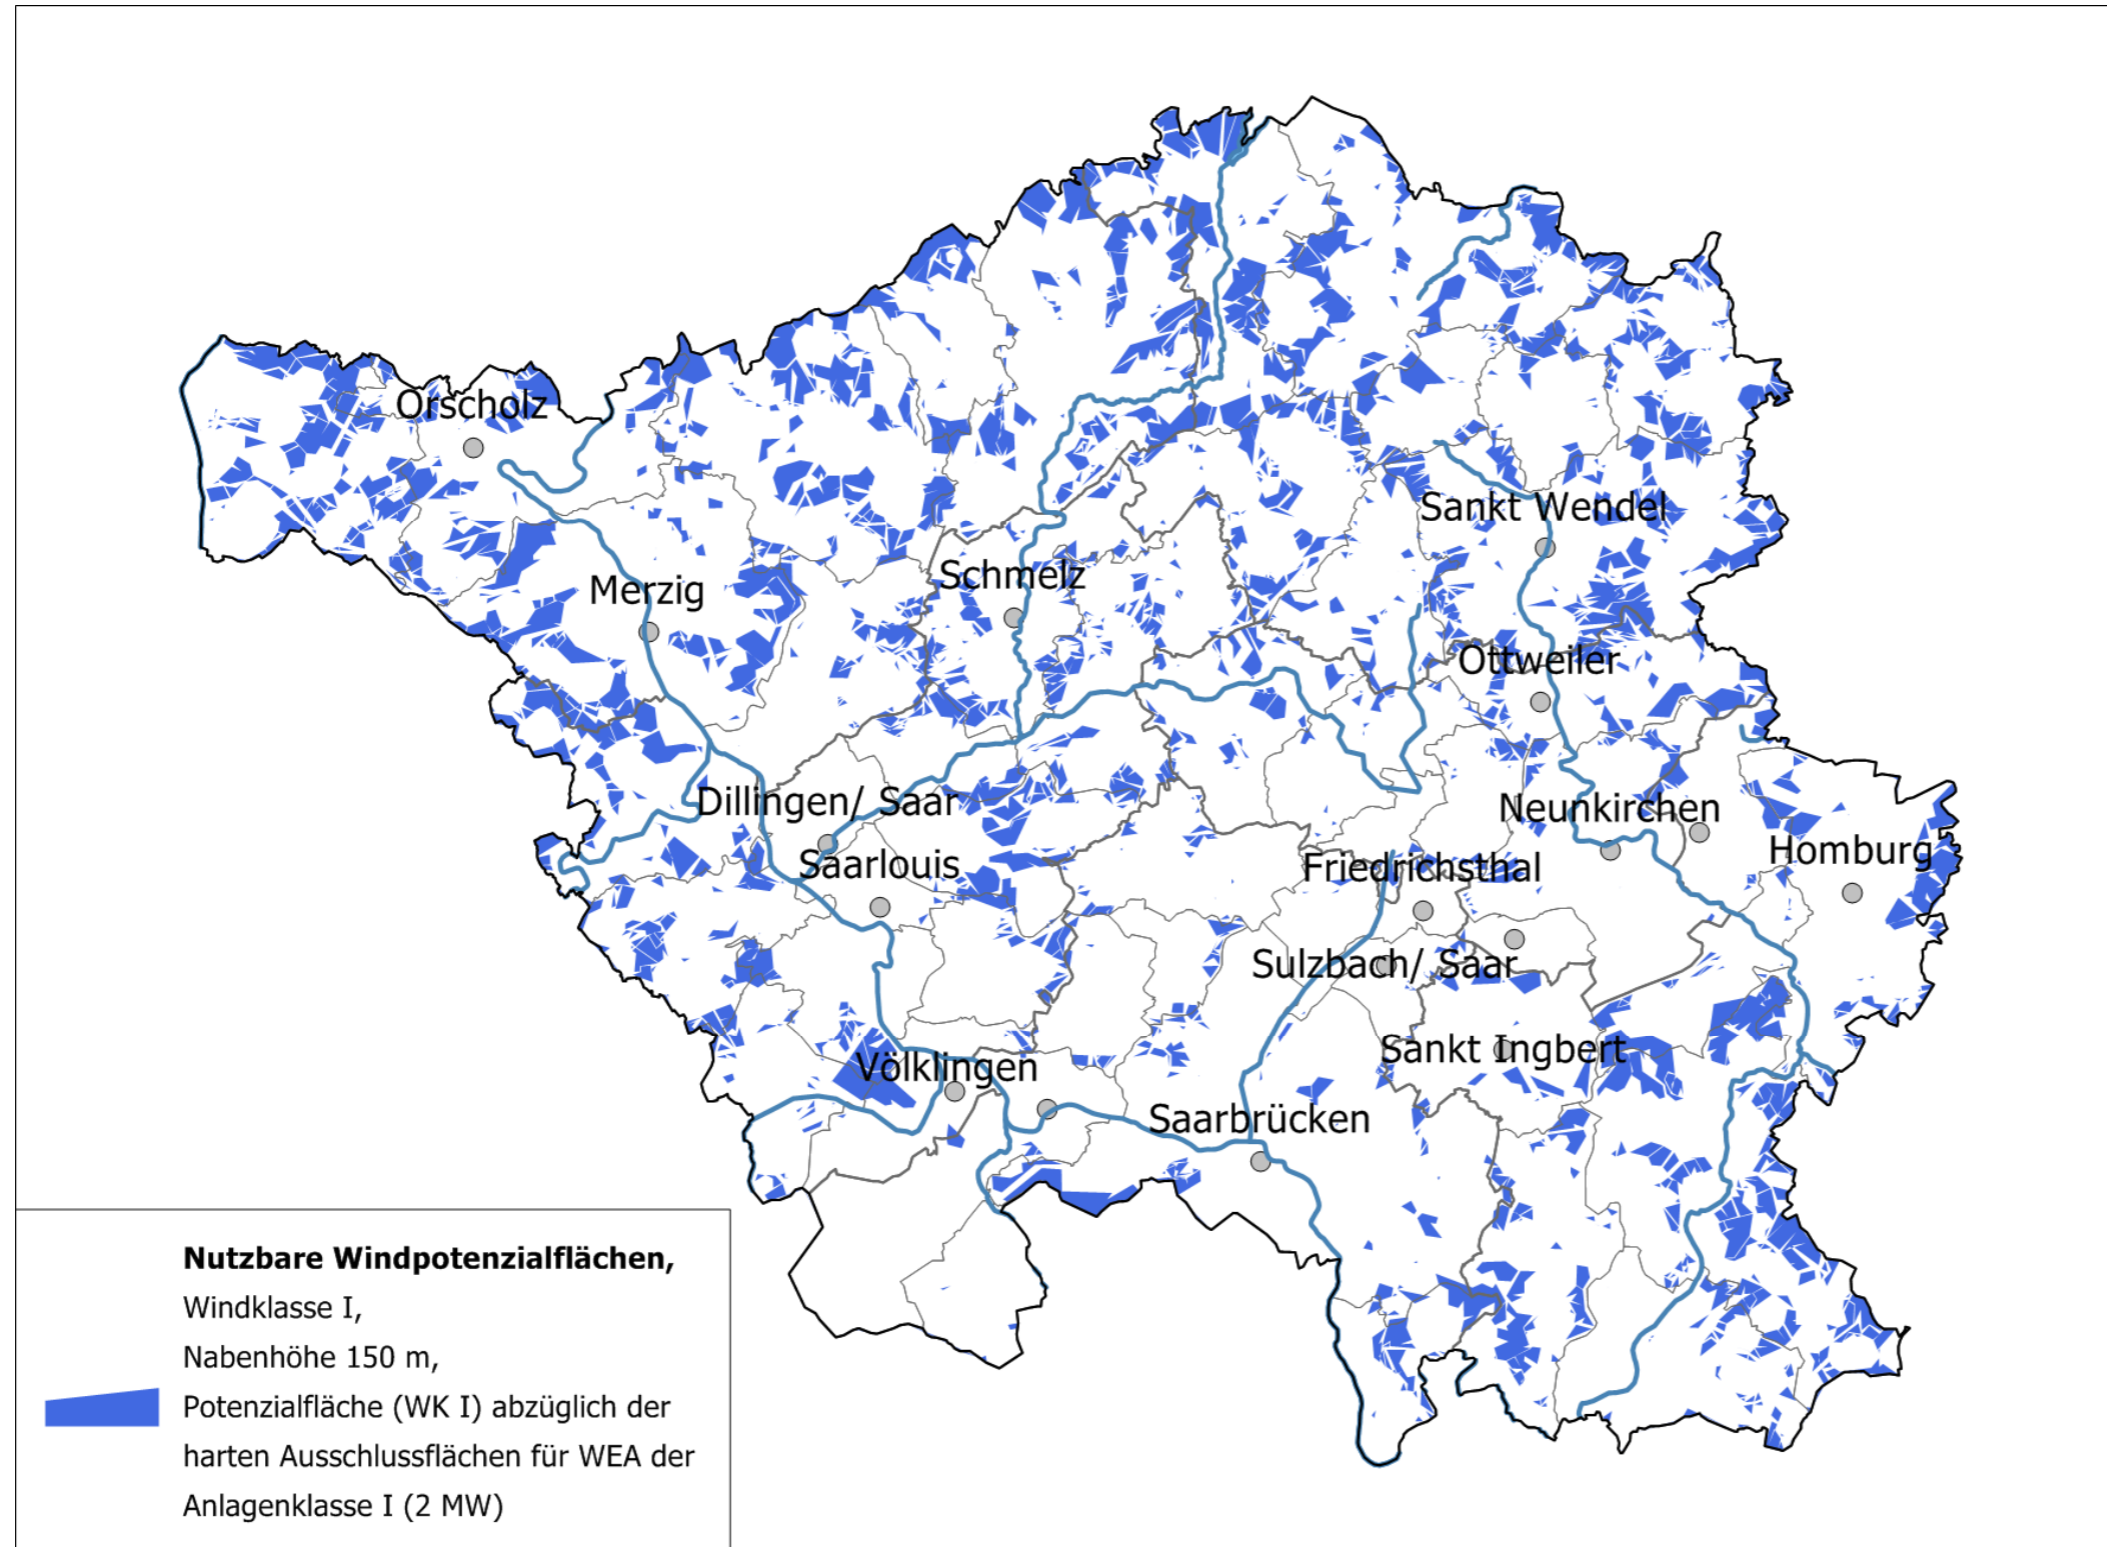 Orscholz
Sankt Wendel
Schmelz
Merzig
Ottweiler
Dillingen/ Saar
Neunkirchen
Saarlouis
Friedrichsthal
Homburg
Sulzbach/ Saar
Sankt Ingbert
Völklingen
Saarbrücken
Nutzbare Windpotenzialflächen,
Windklasse I,
Nabenhöhe 150 m,
Potenzialfläche (WK I) abzüglich der
harten Ausschlussflächen für WEA der
Anlagenklasse I (2 MW)